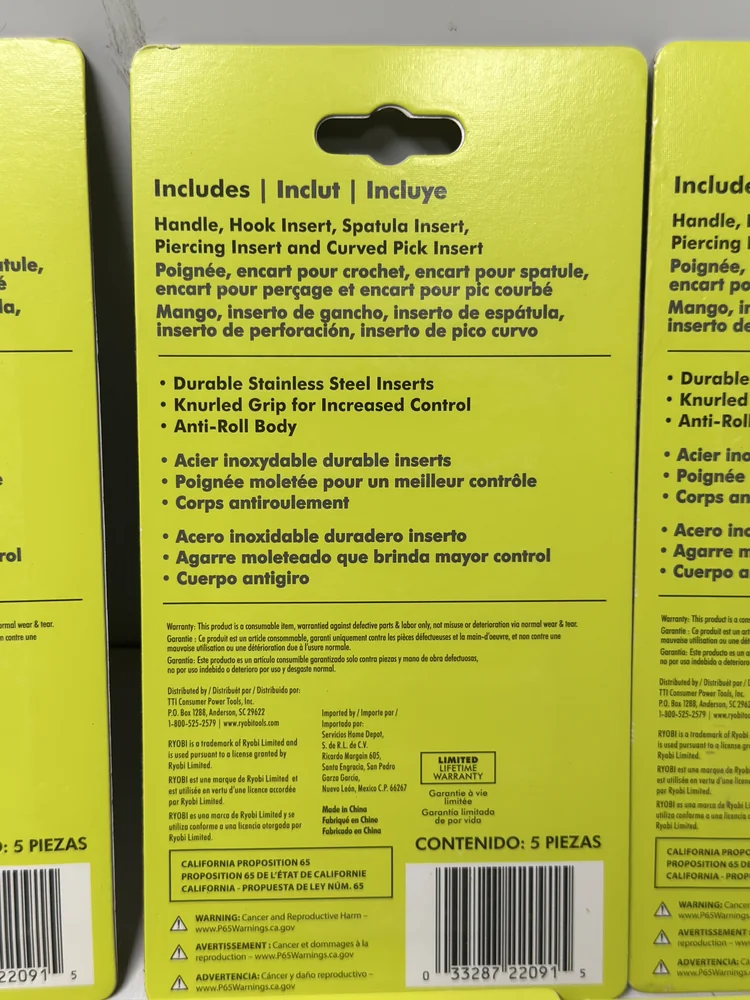 Includes | Inclut | Incluye
Handle, Hook Insert, Spatula Insert,
Piercing Insert and Curved Pick Insert
Poignée, encart pour crochet, encart pour spatule,
encart pour perçage et encart pour pic courbé
Mango, inserto de gancho, inserto de espátula,
inserto de perforación, inserto de pico curvo
• Durable Stainless Steel Inserts
• Knurled Grip for Increased Control
• Anti-Roll Body
• Acier inoxydable durable inserts
• Poignée moletée pour un meilleur contrôle
• Corps antiroulement
• Acero inoxidable duradero inserto
• Agarre moleteado que brinda mayor control
• Cuerpo antigiro
Warranty: This product is a consumable item, warrantied against defective parts & labor only, not misuse or deterioration via normal wear & tear.
Garantie : Ce produit est un article consommable, garanti uniquement contre les pièces défectueuses et la main-d'oeuvre, et non contre une
mauvaise utilisation ou une détérioration due à l'usure normale.
Garantía: Este producto es un artículo consumible garantizado solo contra piezas y mano de obra defectuosas,
no por uso indebido o deterioro por uso y desgaste normal.
Distributed by / Distribuét par / Distribuido por:
TTI Consumer Power Tools, Inc.
P.O. Box 1288, Anderson, SC 29622
1-800-525-2579 | www.ryobitools.com
RYOBI is a trademark of Ryobi Limited and
is used pursuant to a license granted by
Ryobi Limited.
RYOBI est une marque de Ryobi Limited et
est utilisée en vertu d'une licence accordée
par Ryobi Limited.
RYOBI es una marca de Ryobi Limited y se
utiliza conforme a una licencia otorgada por
Ryobi Limited.
Imported by / Importe par /
Importado por:
Servicios Home Depot,
S. de R.L. de C.V.
Ricardo Margain 605,
Santa Engracia, San Pedro
Garza García,
Nuevo León, Mexico C.P. 66267
Made in China
Fabriqué en Chine
Fabricado en China
LIMITED
LIFETIME
WARRANTY
Garantie à vie
limitée
Garantía limitada
de por vida
CONTENIDO: 5 PIEZAS
CALIFORNIA PROPOSITION 65
PROPOSITION 65 DE L'ÉTAT DE CALIFORNIE
CALIFORNIA - PROPUESTA DE LEY NÚM. 65
WARNING: Cancer and Reproductive Harm –
www.P65Warnings.ca.gov
AVERTISSEMENT : Cancer et dommages à la
reproduction – www.P65Warnings.ca.gov
ADVERTENCIA: Cáncer y daño reproductivo –
www.P65Warnings.ca.gov
0 33287 22091 5
5 PIEZAS
22091 5